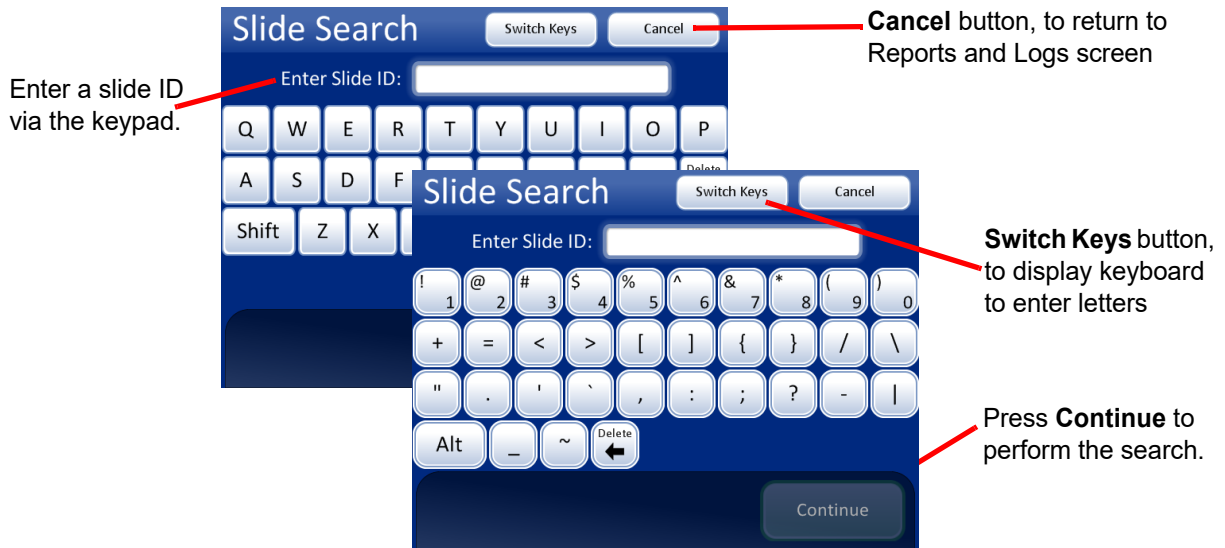 Slide Search
Switch Keys
Cancel
Cancel button, to return to
Reports and Logs screen
Enter a slide ID
via the keypad.
Enter Slide ID:
Q W E R T Y U I O P
A S D F
Delete
Shift Z X
Slide Search
Switch Keys
Cancel
Enter Slide ID:
Switch Keys button,
to display keyboard
to enter letters
! 1 @ 2 # 3 $ 4 % 5 ^ 6 & 7 * 8 ( 9 ) 0
+ = < > [ ] { } / \
" . ' ` , : ; ? - |
Alt _ ~ Delete
Press Continue to
perform the search.
Continue